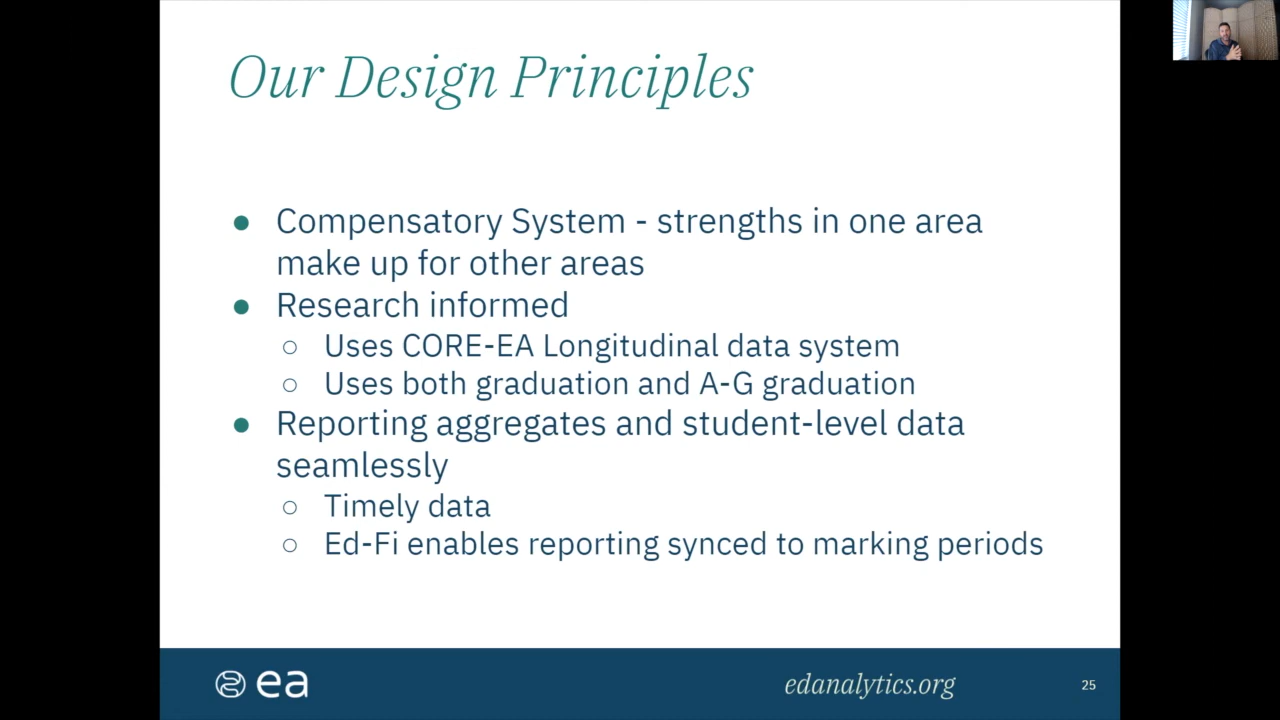 Our Design Principles
● Compensatory System - strengths in one area
make up for other areas
● Research informed
○ Uses CORE-EA Longitudinal data system
○ Uses both graduation and A-G graduation
● Reporting aggregates and student-level data
seamlessly
○ Timely data
○ Ed-Fi enables reporting synced to marking periods
ea
edanalytics.org
25